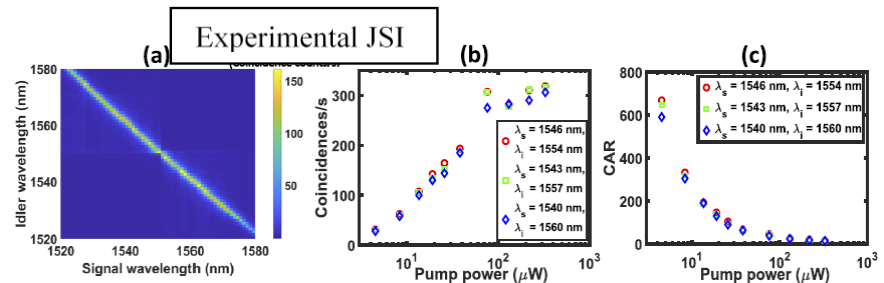 Experimental JSI
(a)
(b)
(c)
Idler wavelength (nm)
1580
1560
1540
1520
1520
1540
1560
1580
Signal wavelength (nm)
150
100
50
Coincidences/s
300
200
100
0
λs = 1546 nm,
λi = 1554 nm
λs = 1543 nm,
λi = 1557 nm
λs = 1540 nm,
λi = 1560 nm
10^1
10^2
10^3
Pump power (μW)
CAR
800
600
400
200
0
λs = 1546 nm, λi = 1554 nm
λs = 1543 nm, λi = 1557 nm
λs = 1540 nm, λi = 1560 nm
10^1
10^2
10^3
Pump power (μW)